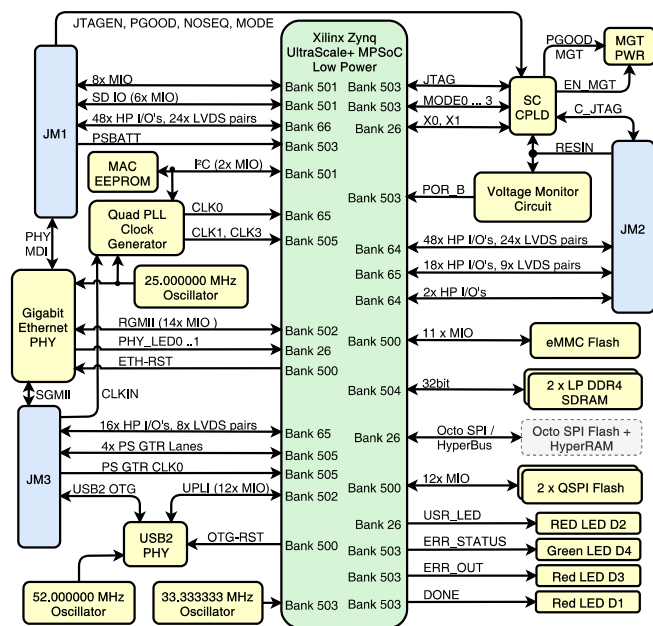 JTAGEN, PGOOD, NOSEQ, MODE
Xilinx Zynq
UltraScale+ MPSoC
Low Power
PGOOD
MGT
MGT
PWR
EN_MGT
SC
CPLD
C_JTAG
RESIN
JM1
8x MIO
Bank 501
SD IO (6x MIO)
Bank 501
48x HP I/O's, 24x LVDS pairs
Bank 66
PSBATT
Bank 503
Bank 503
JTAG
Bank 503
MODE0 ... 3
Bank 26
X0, X1
MAC
EEPROM
I²C (2x MIO)
Bank 501
Bank 503
POR_B
Voltage Monitor
Circuit
JM2
Quad PLL
Clock
Generator
CLK0
Bank 65
CLK1, CLK3
Bank 505
PHY
MDI
25.000000 MHz
Oscillator
Bank 64
48x HP I/O's, 24x LVDS pairs
Bank 65
18x HP I/O's, 9x LVDS pairs
Bank 64
2x HP I/O's
Gigabit
Ethernet
PHY
RGMII (14x MIO )
Bank 502
PHY_LED0 ..1
Bank 26
ETH-RST
Bank 500
Bank 500
11 x MIO
eMMC Flash
SGMII
CLKIN
Bank 504
32bit
2 x LP DDR4
SDRAM
JM3
16x HP I/O's, 8x LVDS pairs
Bank 65
4x PS GTR Lanes
Bank 505
PS GTR CLK0
Bank 505
USB2 OTG
UPLI (12x MIO)
Bank 502
Bank 26
Octo SPI /
HyperBus
Octo SPI Flash +
HyperRAM
Bank 500
12x MIO
2 x QSPI Flash
USB2
PHY
OTG-RST
Bank 500
Bank 26
USR_LED
RED LED D2
Bank 503
ERR_STATUS
Green LED D4
Bank 503
ERR_OUT
Red LED D3
52.000000 MHz
Oscillator
33.333333 MHz
Oscillator
Bank 503
Bank 503
DONE
Red LED D1